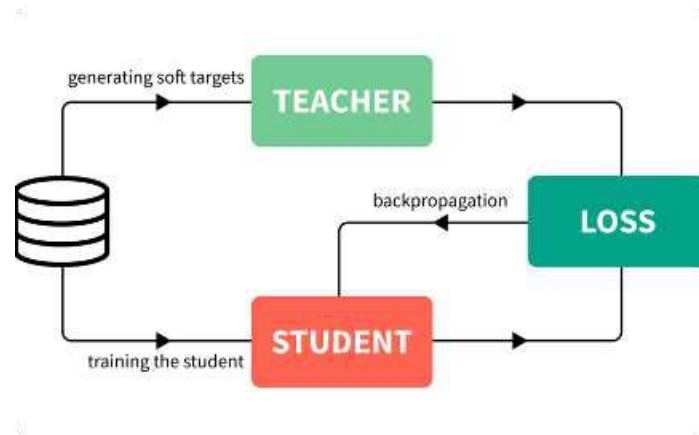 generating soft targets
TEACHER
backpropagation
LOSS
STUDENT
training the student